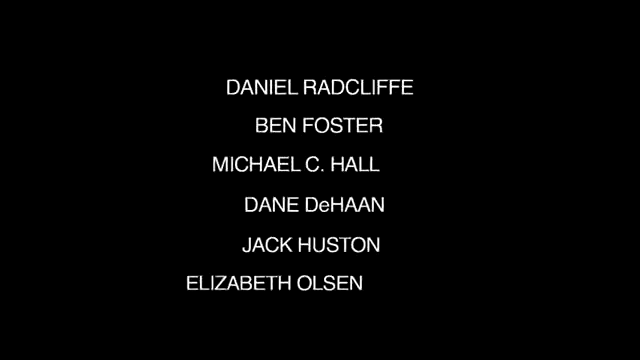 DANIEL RADCLIFFE
BEN FOSTER
MICHAEL C. HALL
DANE DeHAAN
JACK HUSTON
ELIZABETH OLSEN